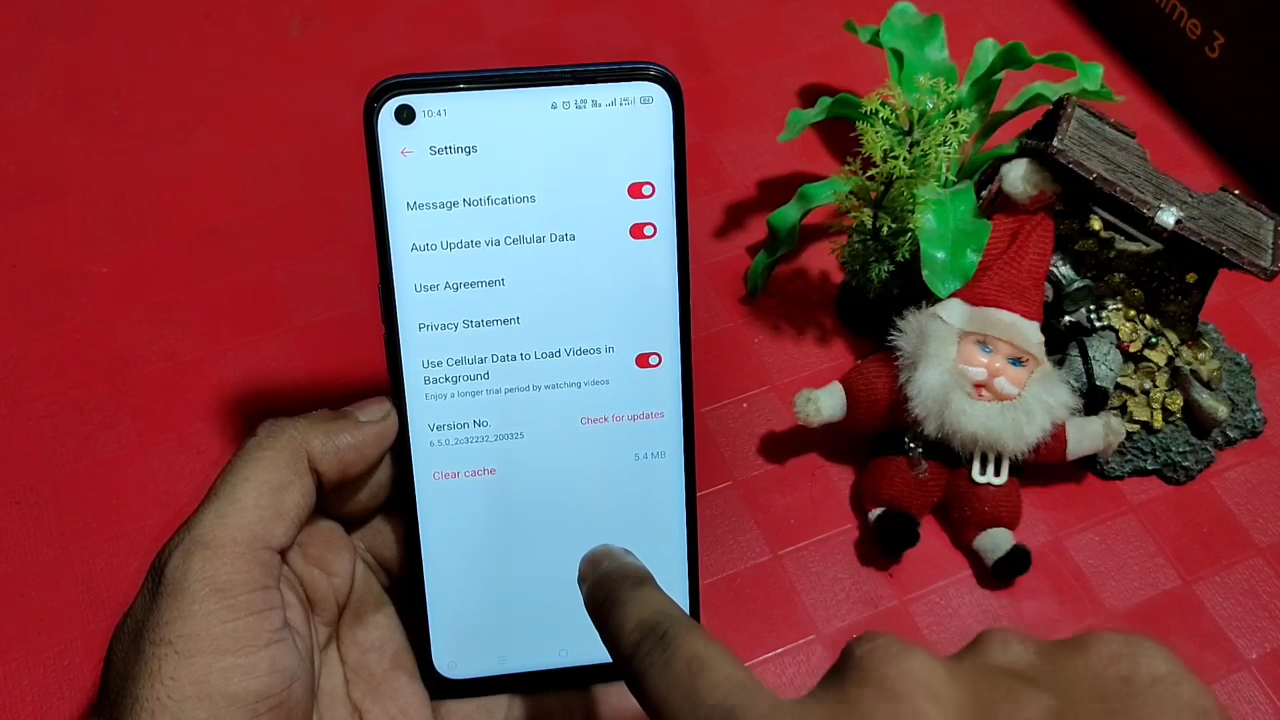 10:41
Settings
Message Notifications
Auto Update via Cellular Data
User Agreement
Privacy Statement
Use Cellular Data to Load Videos in
Background
Enjoy a longer trial period by watching videos
Version No.
Check for updates
6.5.0_2c32232_200325
5.4 MB
Clear cache
me 3